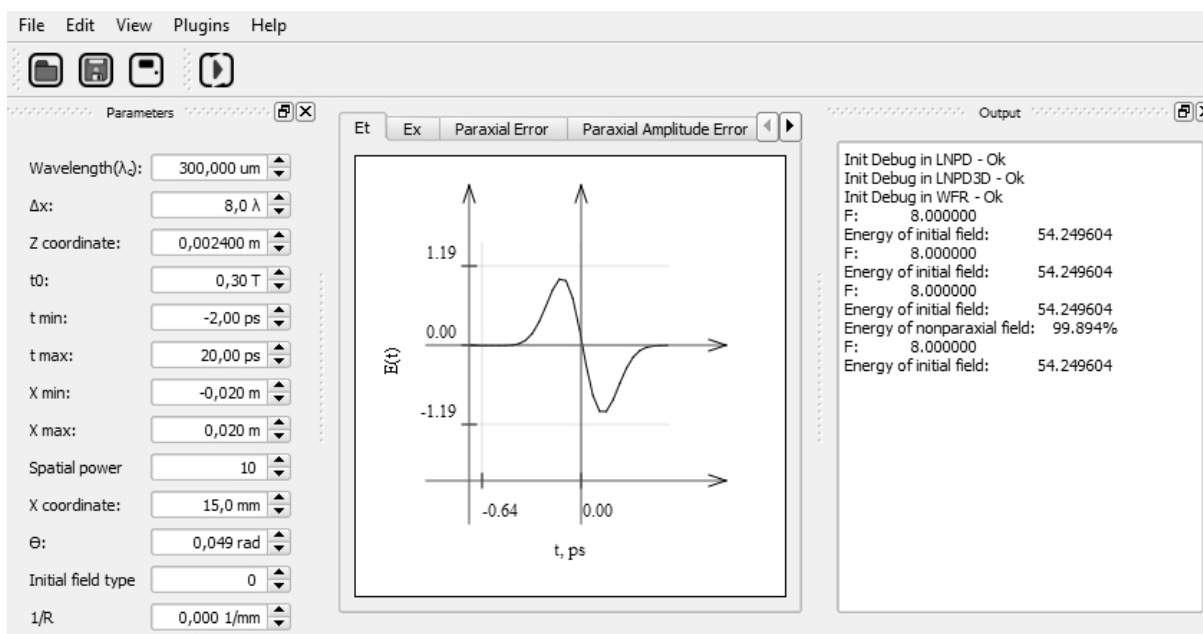 File Edit View Plugins Help
Parameters
Wavelength(λc): 300,000 um
Δx: 8,0 λ
Z coordinate: 0,002400 m
t0: 0,30 T
t min: -2,00 ps
t max: 20,00 ps
X min: -0,020 m
X max: 0,020 m
Spatial power 10
X coordinate: 15,0 mm
Θ: 0,049 rad
Initial field type 0
1/R 0,000 1/mm
Et Ex Paraxial Error Paraxial Amplitude Error
1.19
0.00
E(t)
-1.19
-0.64 0.00
t, ps
Output
Init Debug in LNPD - Ok
Init Debug in LNPD3D - Ok
Init Debug in WFR - Ok
F: 8.000000
Energy of initial field: 54.249604
F: 8.000000
Energy of initial field: 54.249604
F: 8.000000
Energy of initial field: 54.249604
Energy of nonparaxial field: 99.894%
F: 8.000000
Energy of initial field: 54.249604